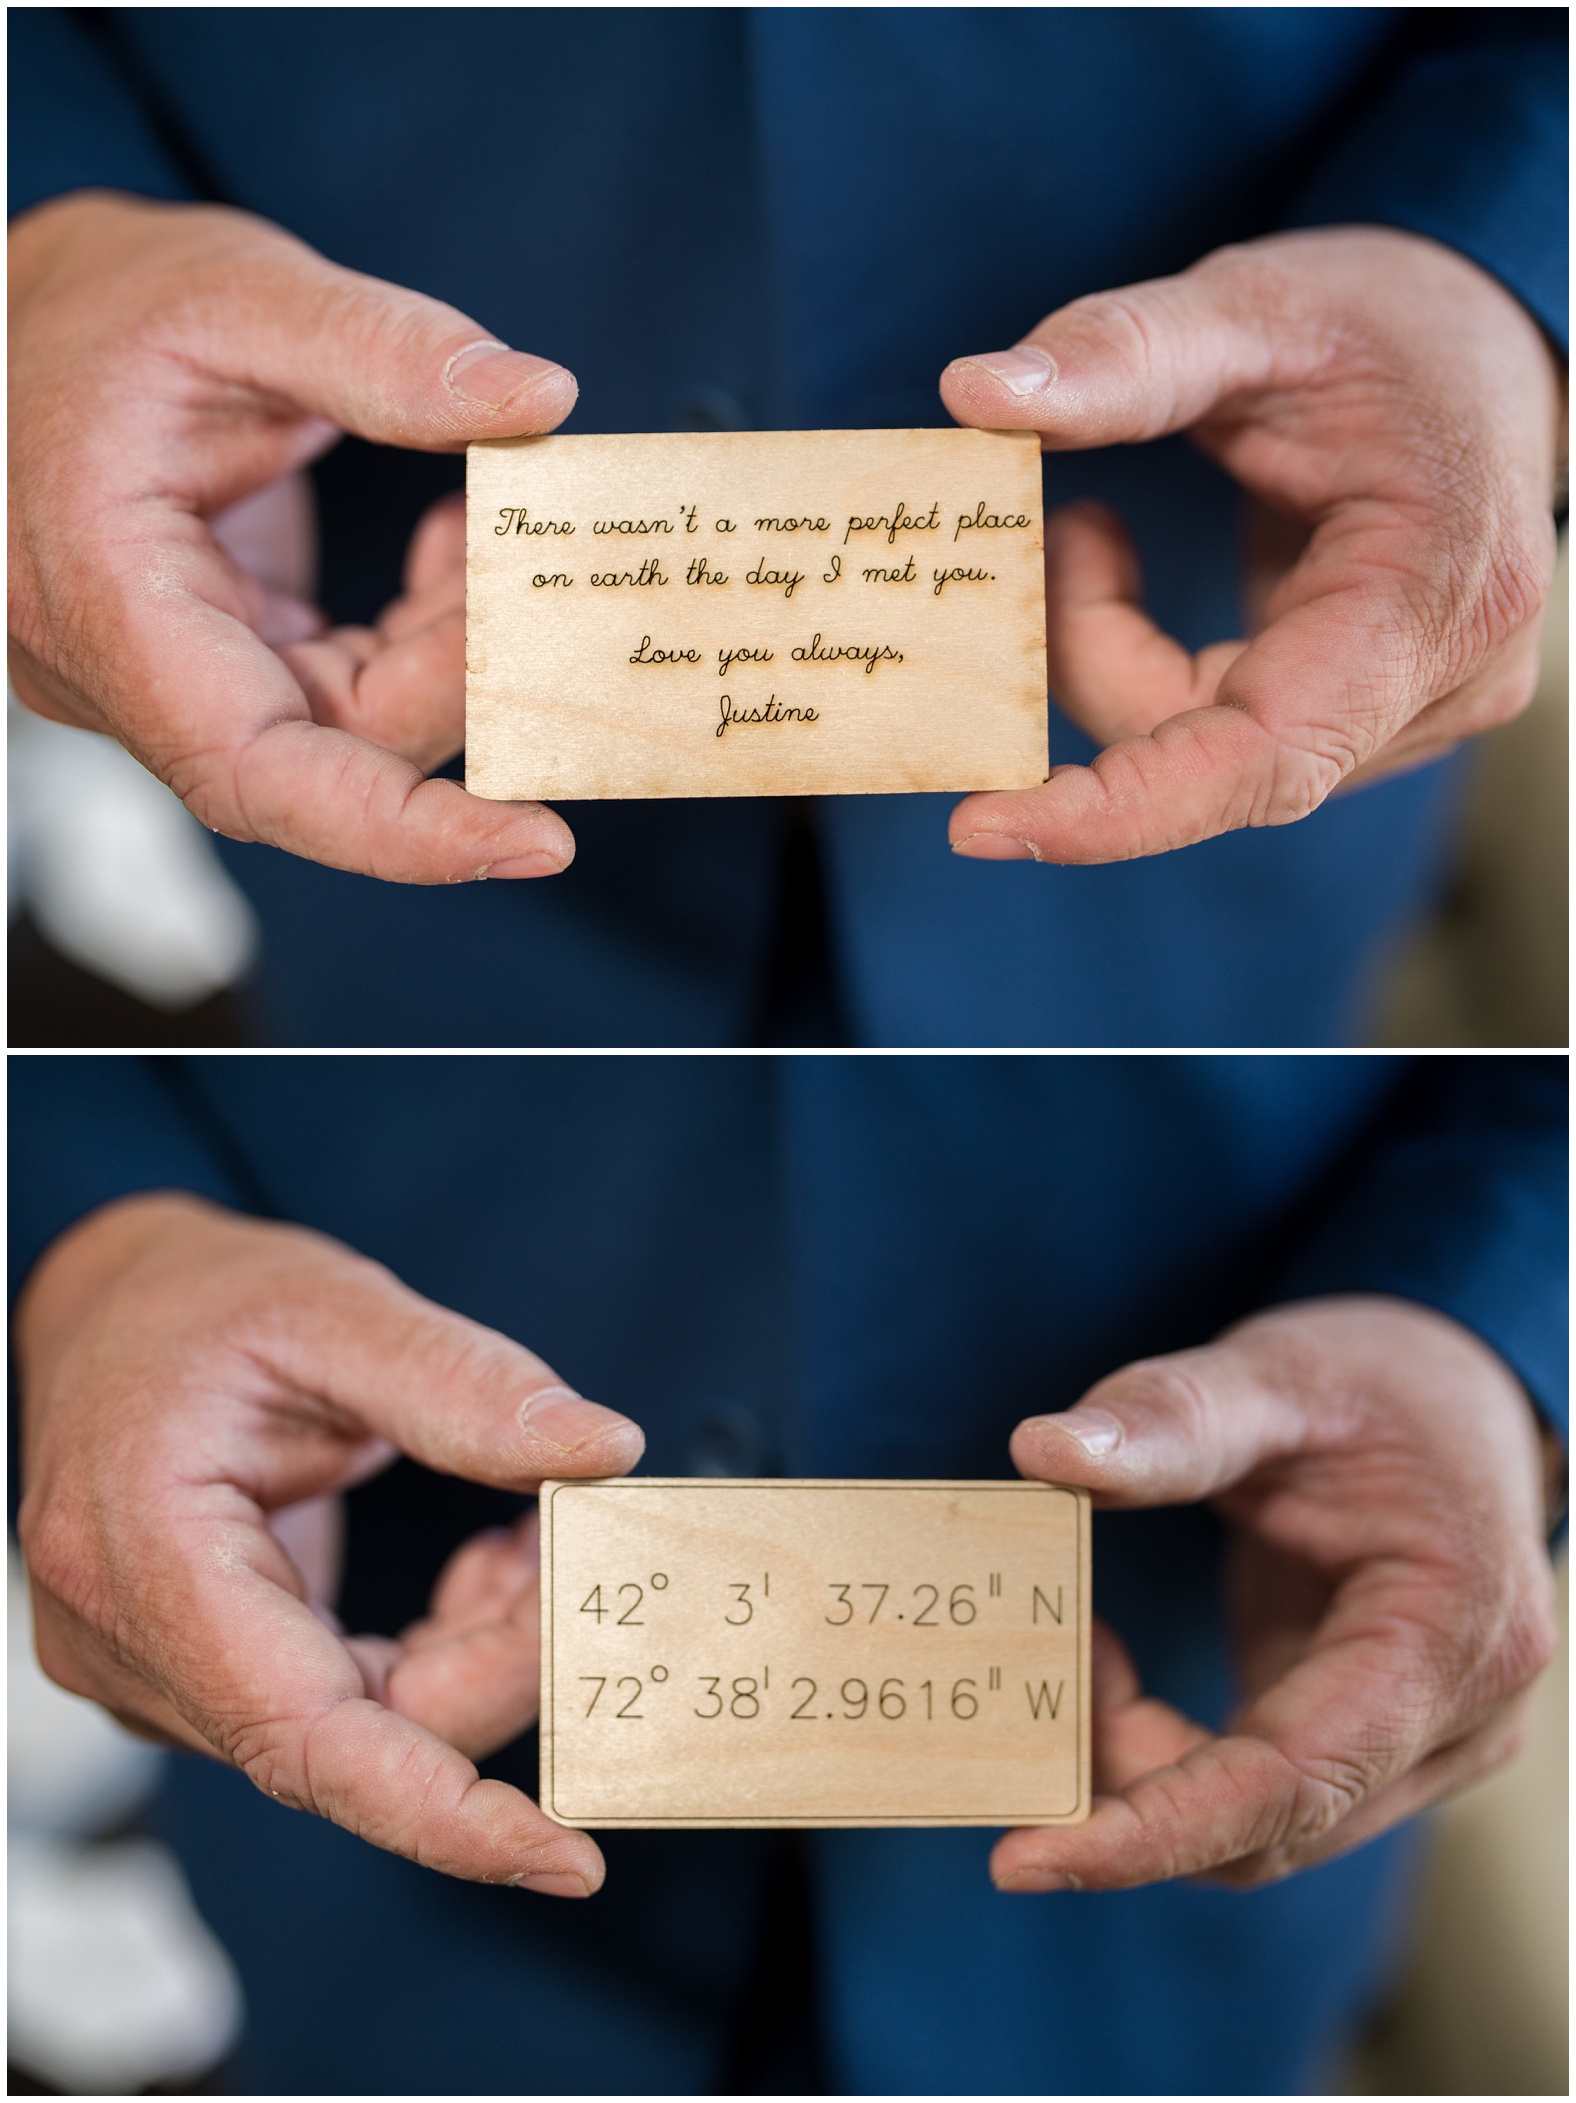 There wasn't a more perfect place
on earth the day I met you.
Love you always,
Justine
42° 3' 37.26" N
72° 38' 2.9616" W